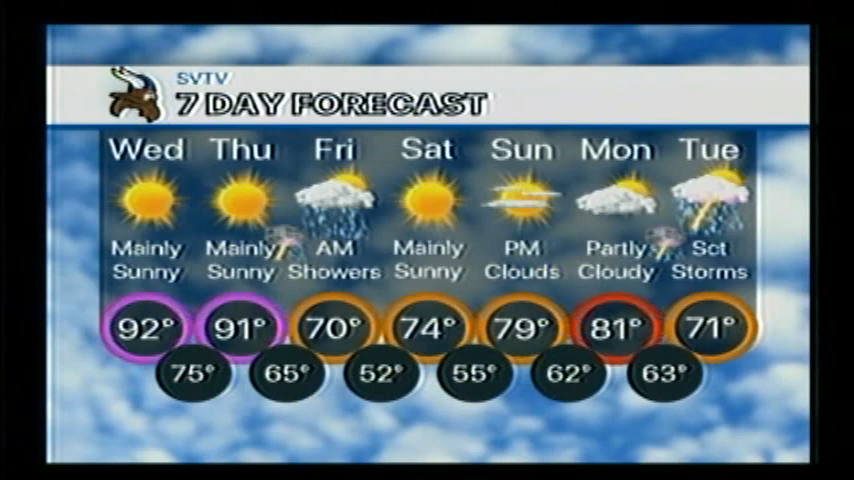 SVTV
7 DAY FORECAST
Wed Thu Fri Sat Sun Mon Tue
Mainly Mainly AM Mainly PM Partly Sct
Sunny Sunny Showers Sunny Clouds Cloudy Storms
92° 91° 70° 74° 79° 81° 71°
75° 65° 52° 55° 62° 63°